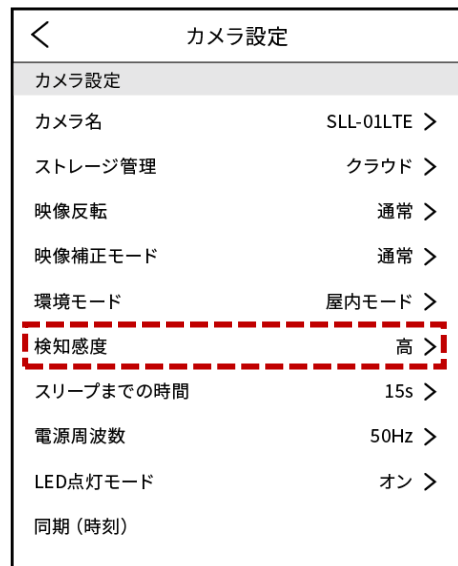 カメラ設定
カメラ設定
カメラ名 SLL-01LTE
ストレージ管理 クラウド
映像反転 通常
映像補正モード 通常
環境モード 屋内モード
検知感度 高
スリープまでの時間 15s
電源周波数 50Hz
LED点灯モード オン
同期（時刻）